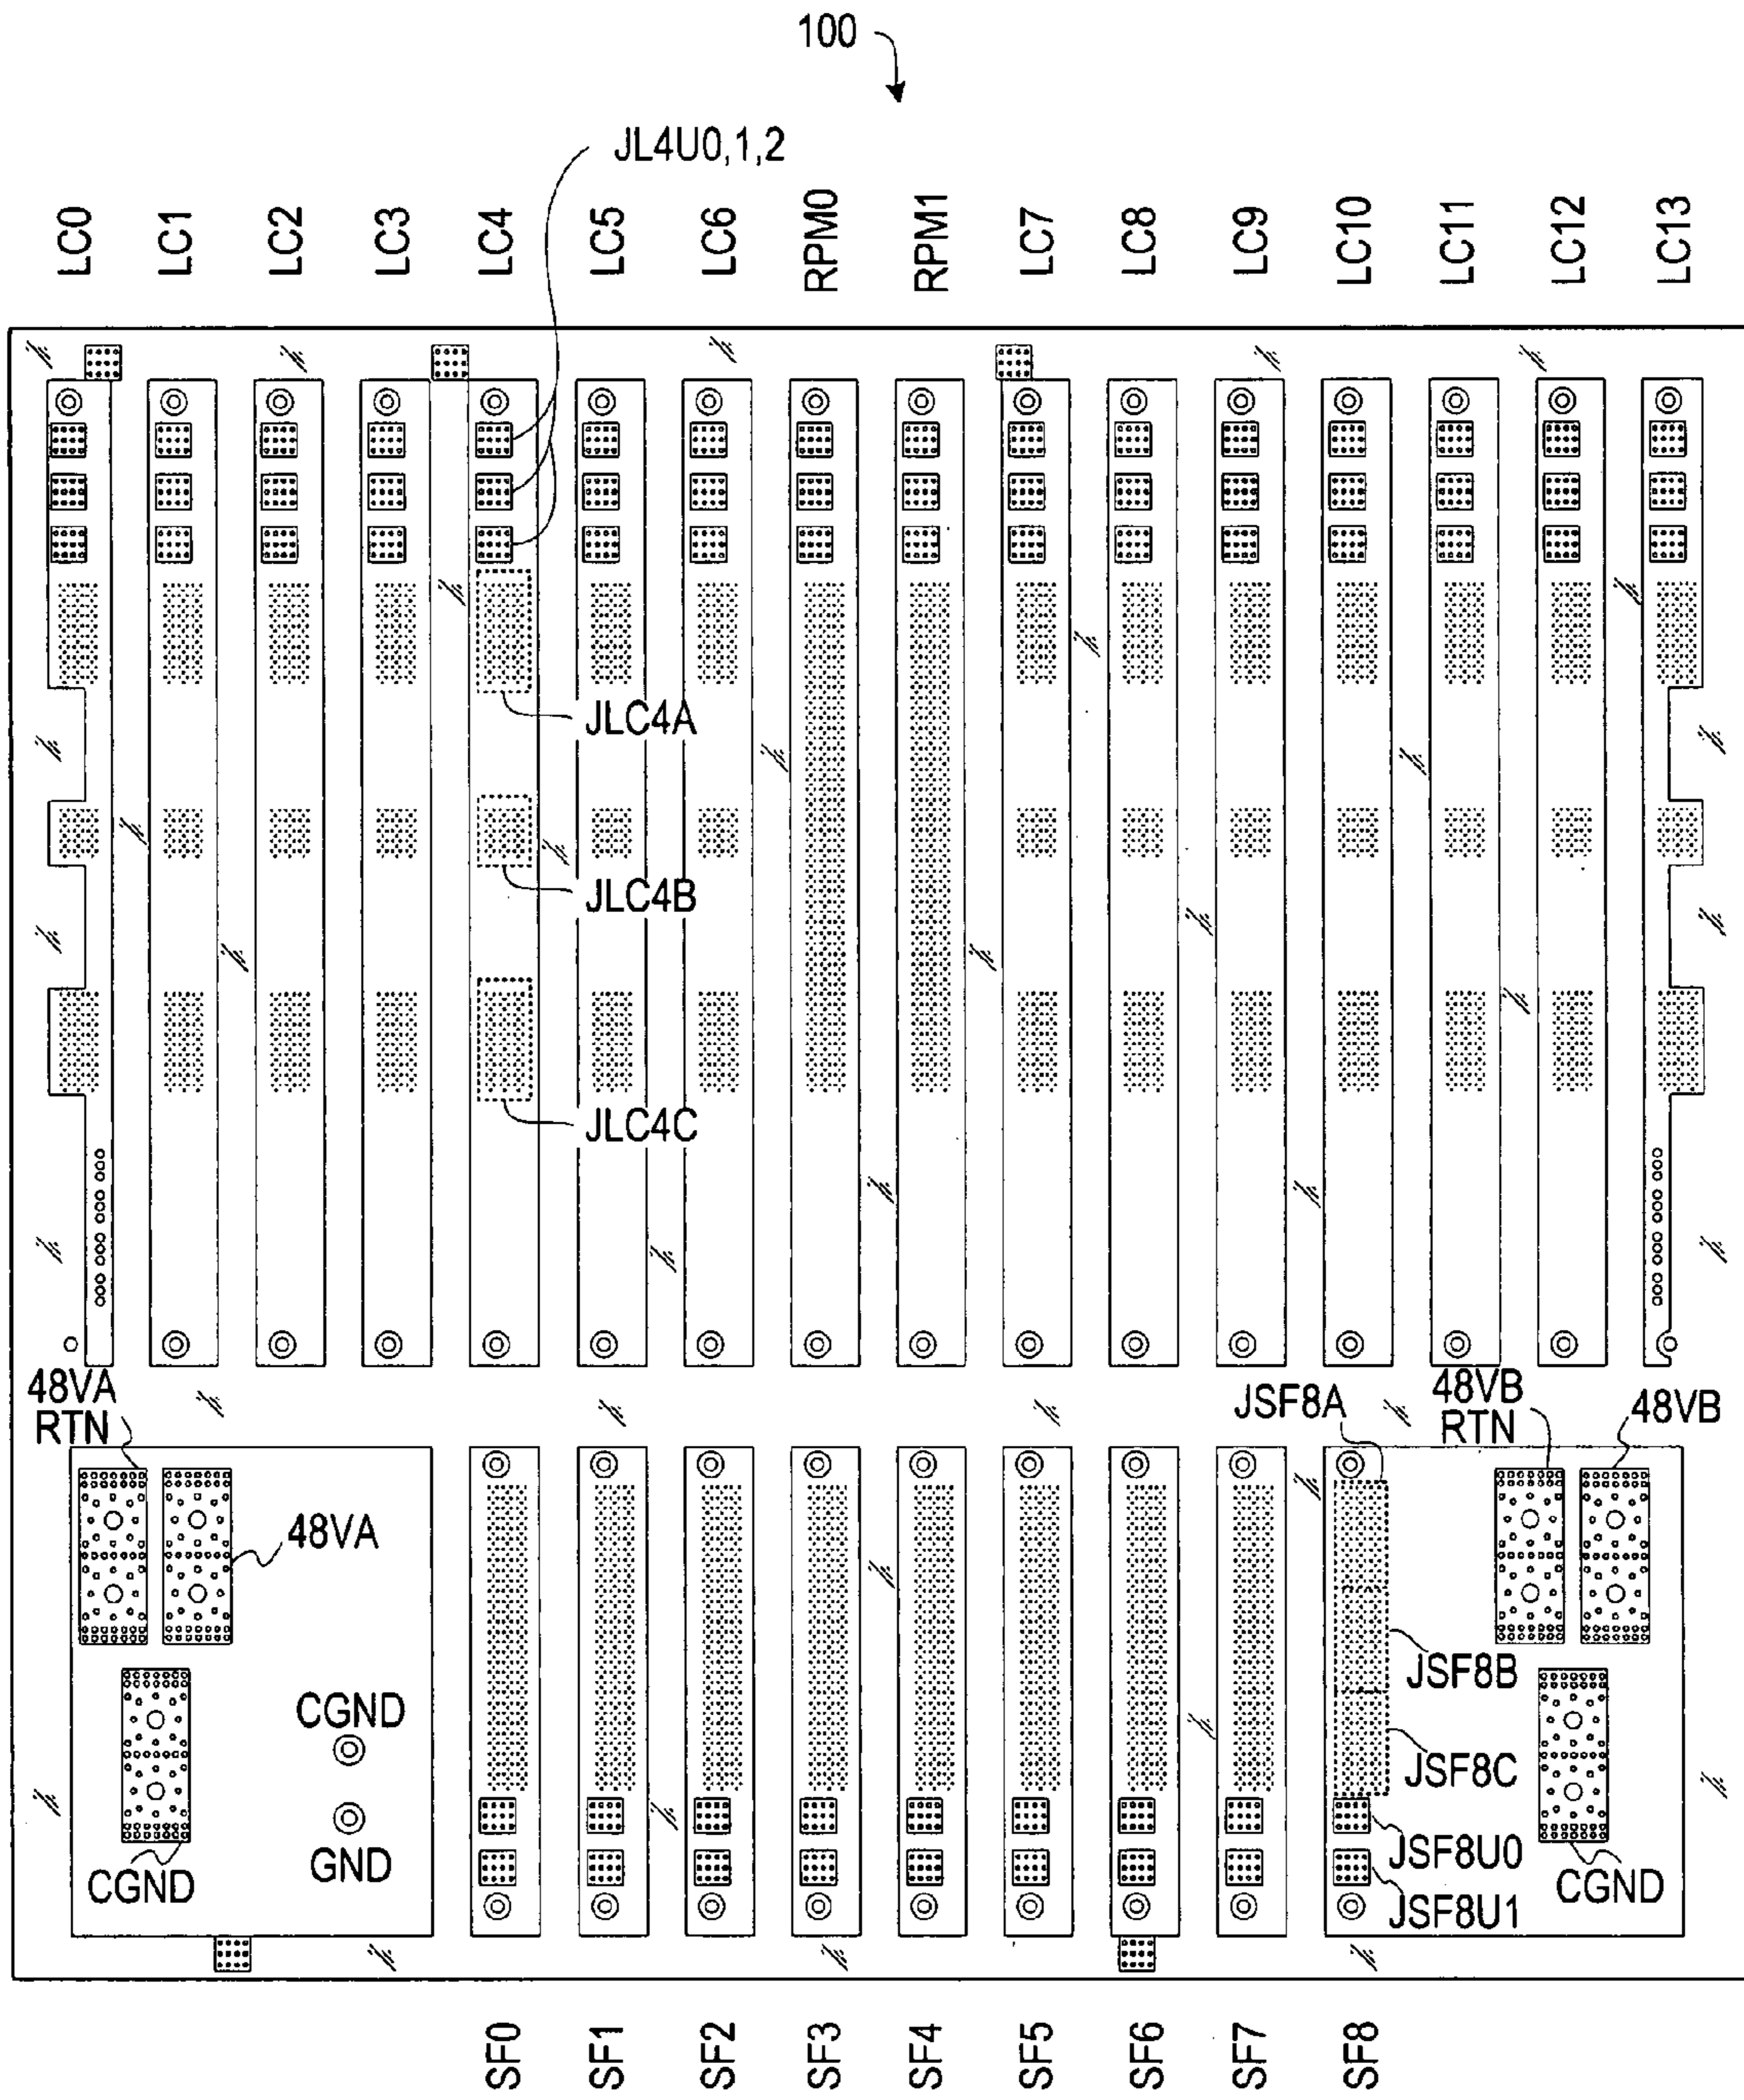 100
JL4U0,1,2
LC0
LC1
LC2
LC3
LC4
LC5
LC6
RPM0
RPM1
LC7
LC8
LC9
LC10
LC11
LC12
LC13
JLC4A
JLC4B
JLC4C
48VA
RTN
48VA
CGND
GND
CGND
JSF8A
48VB
RTN
48VB
JSF8B
JSF8C
JSF8U0
JSF8U1
CGND
SF0
SF1
SF2
SF3
SF4
SF5
SF6
SF7
SF8